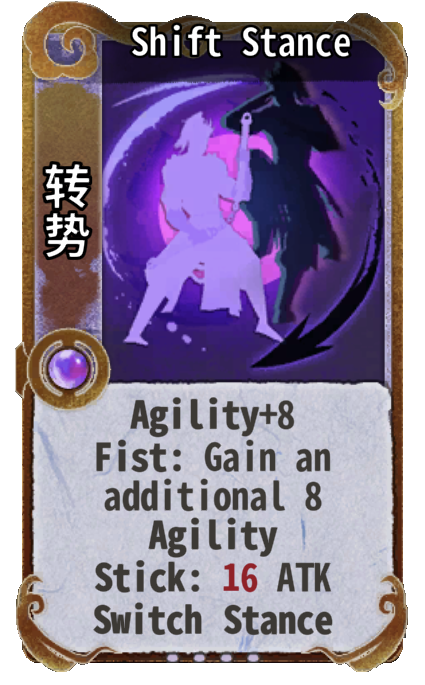 Shift Stance
转势
Agility+8
Fist: Gain an
additional 8
Agility
Stick: 16 ATK
Switch Stance